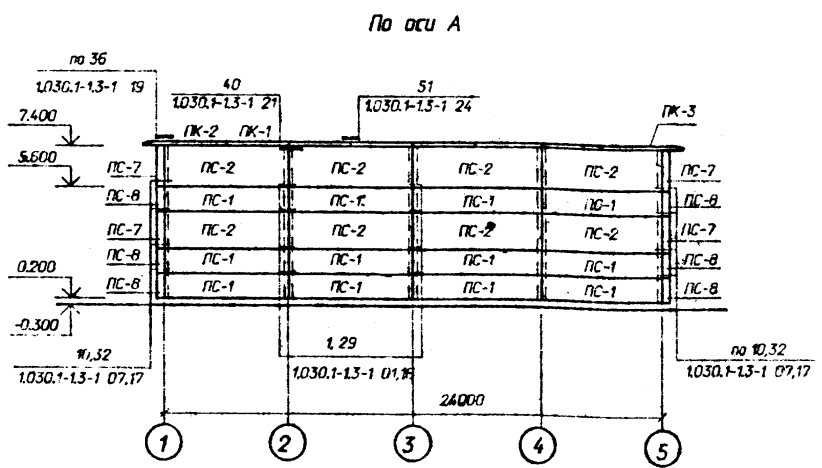 По оси А
по 36
1.030.1-1.3-1 19
40
1.030.1-1.3-1 21
51
1.030.1-1.3-1 24
ПК-3
7.400
ПК-2 ПК-1
5.600
ПС-7 ПС-2 ПС-2 ПС-2 ПС-2 ПС-7
ПС-8 ПС-1 ПС-1 ПС-1 ПС-1 ПС-8
ПС-7 ПС-2 ПС-2 ПС-2 ПС-2 ПС-7
ПС-8 ПС-1 ПС-1 ПС-1 ПС-1 ПС-8
0.200
ПС-8 ПС-1 ПС-1 ПС-1 ПС-1 ПС-8
-0.300
10,32
1.030.1-1.3-1 07,17
1, 29
1.030.1-1.3-1
по 10,32
1.030.1-1.3-1 07,17
24000
1 2 3 4 5